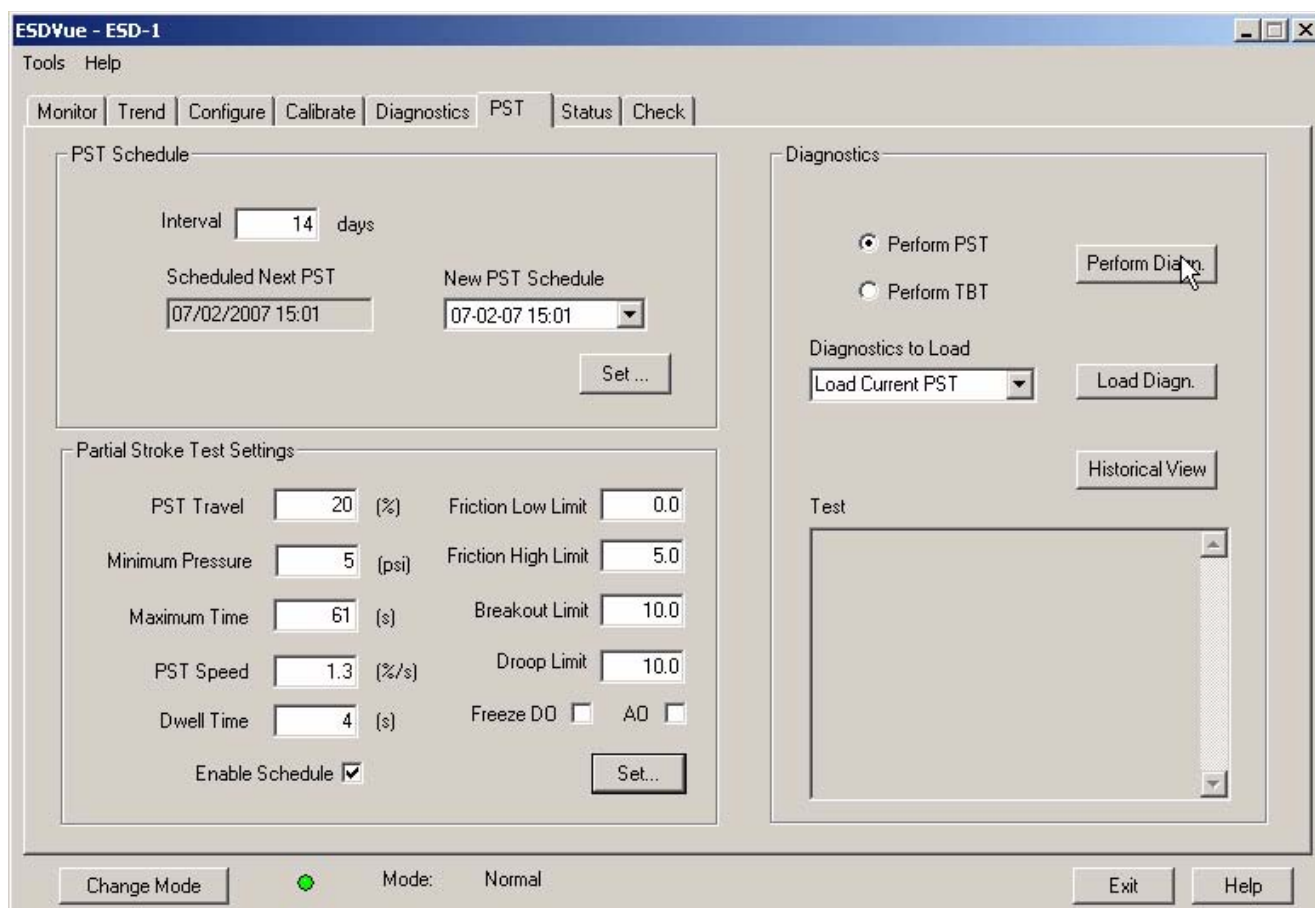 ESDVue - ESD-1
Tools Help
Monitor Trend Configure Calibrate Diagnostics PST Status Check
PST Schedule
Interval 14 days
Scheduled Next PST
07/02/2007 15:01
New PST Schedule
07-02-07 15:01
Set ...
Partial Stroke Test Settings
PST Travel 20 (%)
Minimum Pressure 5 (psi)
Maximum Time 61 (s)
PST Speed 1.3 (%/s)
Dwell Time 4 (s)
Enable Schedule
Friction Low Limit 0.0
Friction High Limit 5.0
Breakout Limit 10.0
Droop Limit 10.0
Freeze DO AO
Set...
Diagnostics
Perform PST
Perform TBT
Perform Diagn.
Diagnostics to Load
Load Current PST
Load Diagn.
Historical View
Test
Change Mode
Mode: Normal
Exit
Help